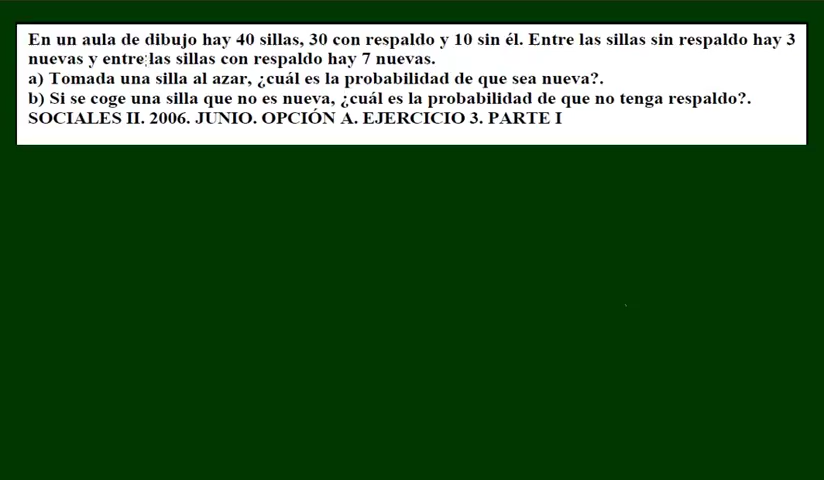 En un aula de dibujo hay 40 sillas, 30 con respaldo y 10 sin él. Entre las sillas sin respaldo hay 3
nuevas y entre las sillas con respaldo hay 7 nuevas.
a) Tomada una silla al azar, ¿cuál es la probabilidad de que sea nueva?.
b) Si se coge una silla que no es nueva, ¿cuál es la probabilidad de que no tenga respaldo?.
SOCIALES II. 2006. JUNIO. OPCIÓN A. EJERCICIO 3. PARTE I